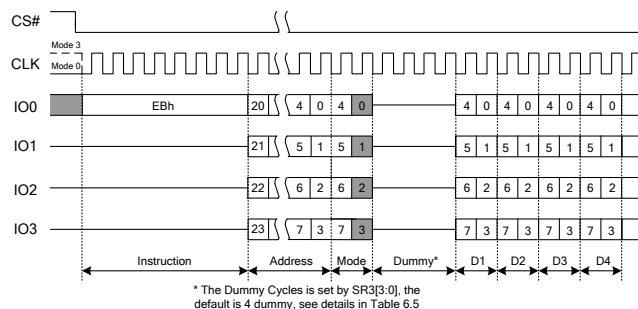 CS#
Mode 3
CLK
Mode 0
IO0 EBh 20 4 0 4 0 4 0 4 0 4 0 4 0
IO1 21 5 1 5 1 5 1 5 1 5 1 5 1
IO2 22 6 2 6 2 6 2 6 2 6 2 6 2
IO3 23 7 3 7 3 7 3 7 3 7 3 7 3
Instruction Address Mode Dummy* D1 D2 D3 D4
* The Dummy Cycles is set by SR3[3:0], the
default is 4 dummy, see details in Table 6.5